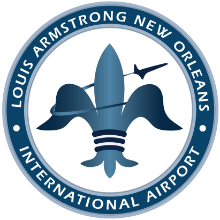 LOUIS ARMSTRONG NEW ORLEANS
INTERNATIONAL AIRPORT